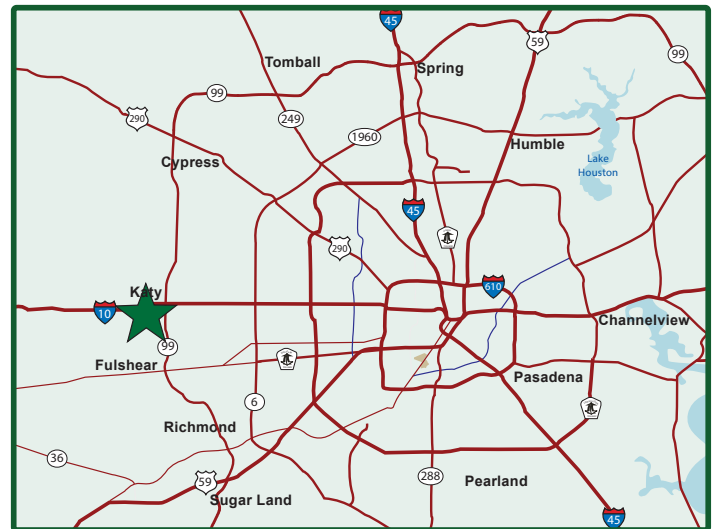 45
59
99
Tomball
Spring
99
290
249
1960
Humble
Cypress
Lake
Houston
45
290
Katy
610
10
Channelview
99
Fulshear
Pasadena
6
Richmond
36
59
288
Pearland
Sugar Land
45